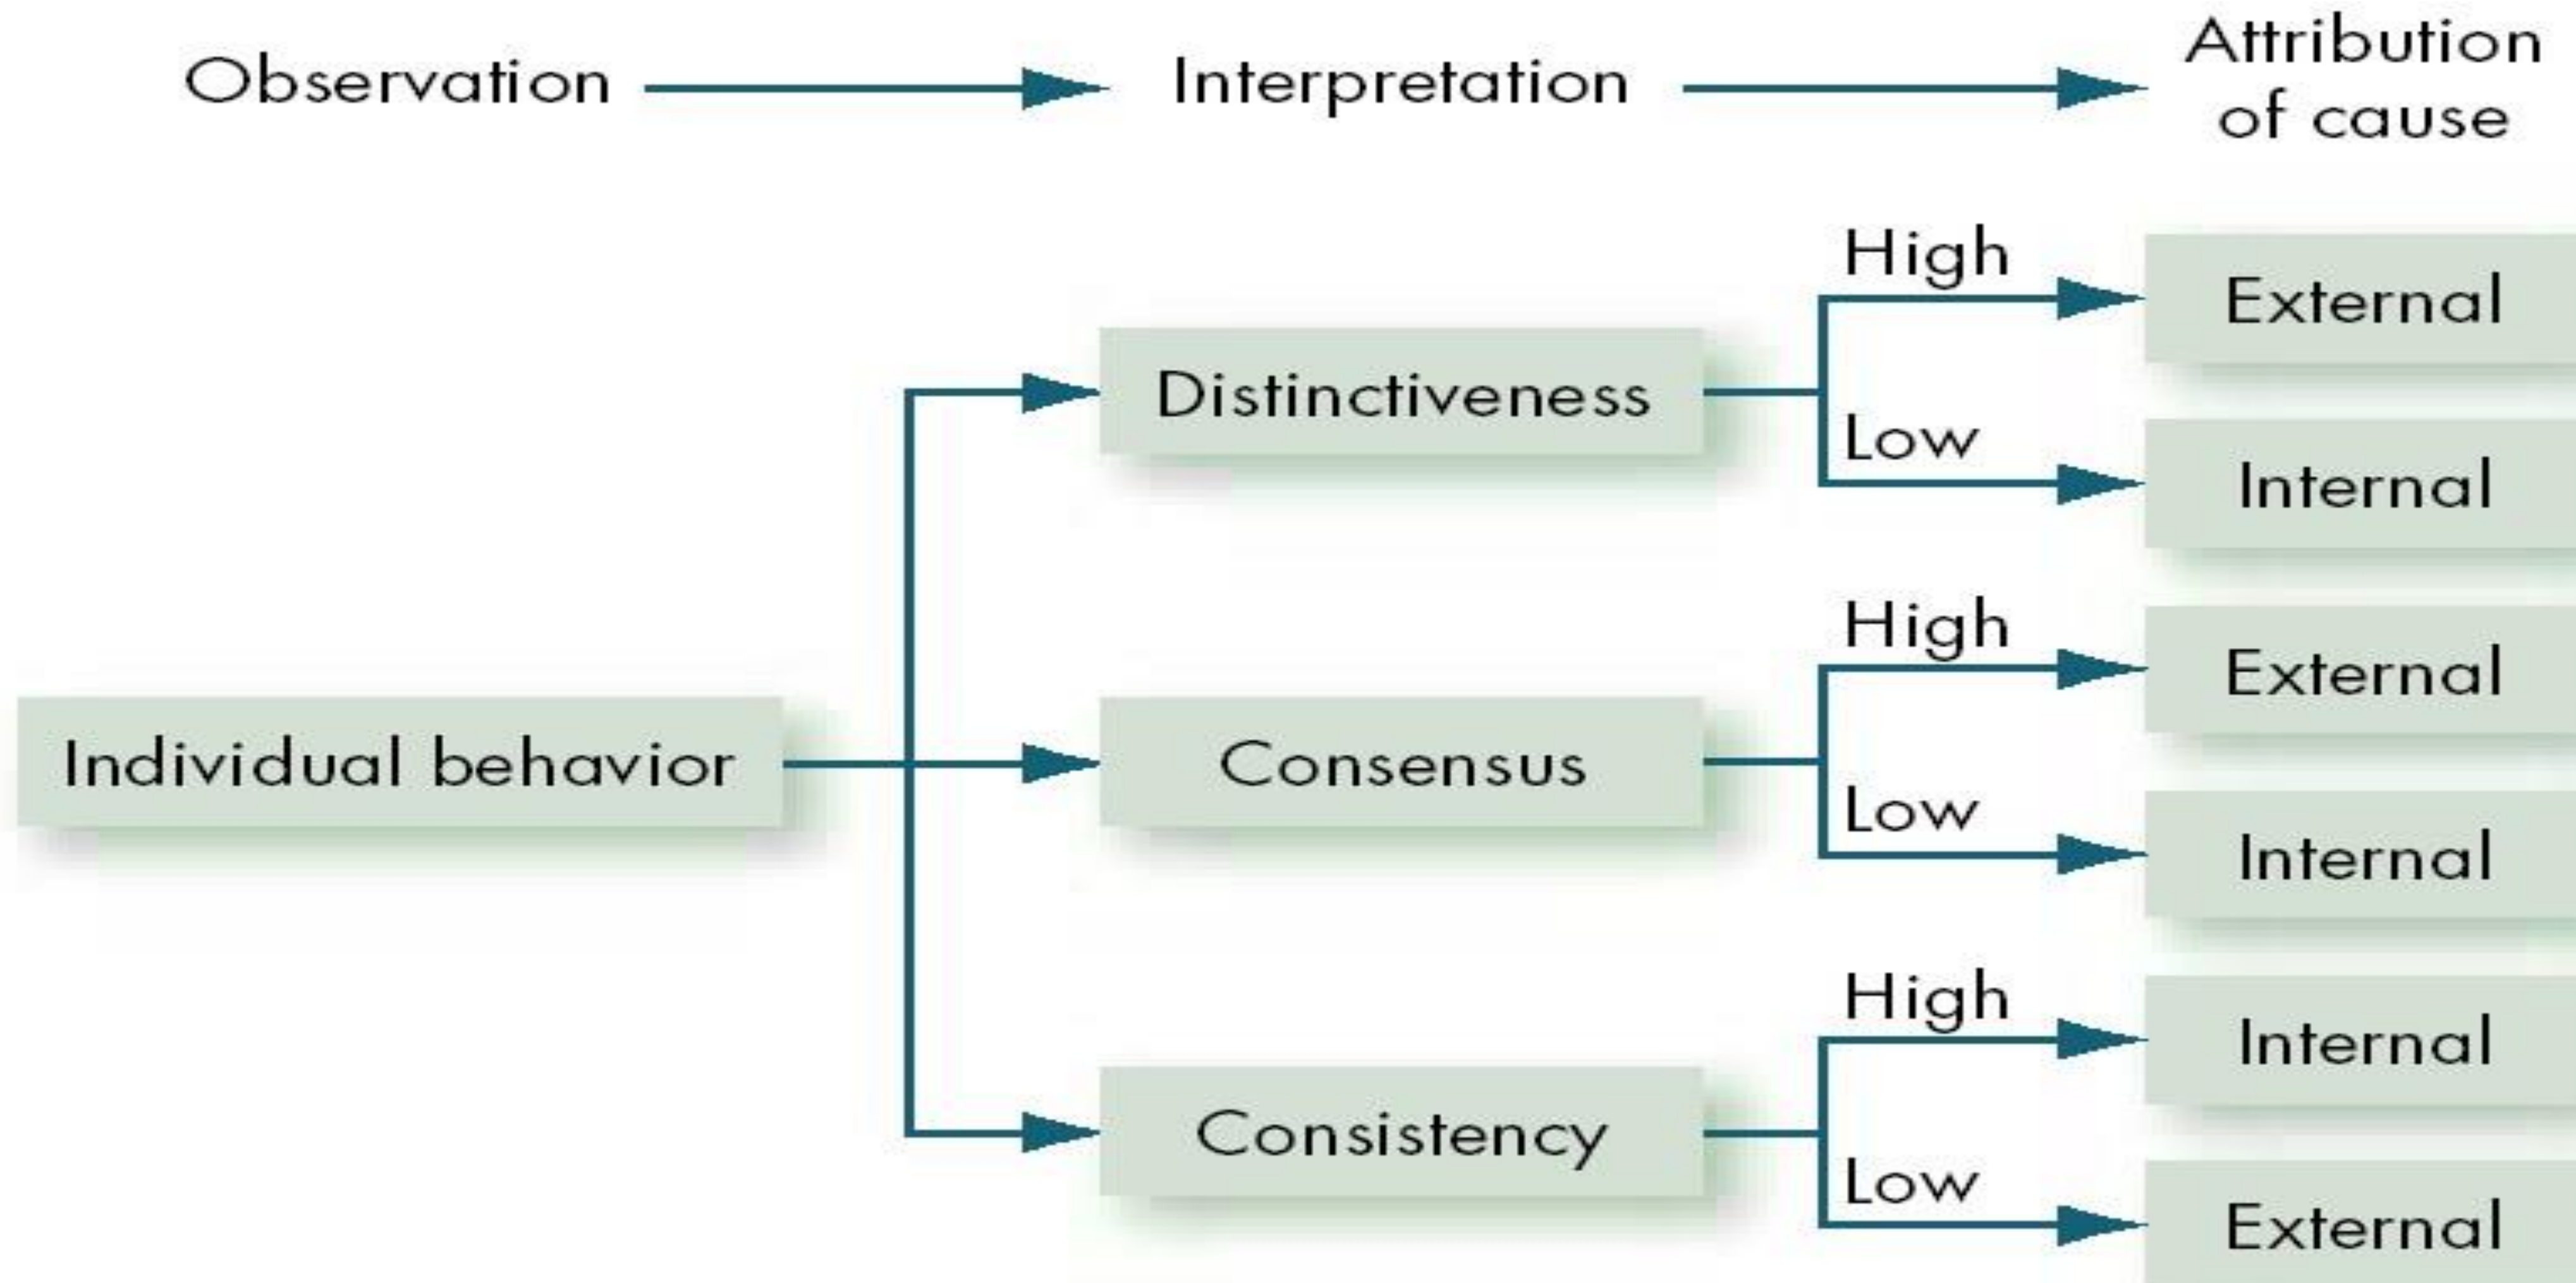 Observation
Interpretation
Attribution
of cause
High
External
Distinctiveness
Low
Internal
High
External
Individual behavior
Consensus
Low
Internal
High
Internal
Consistency
Low
External